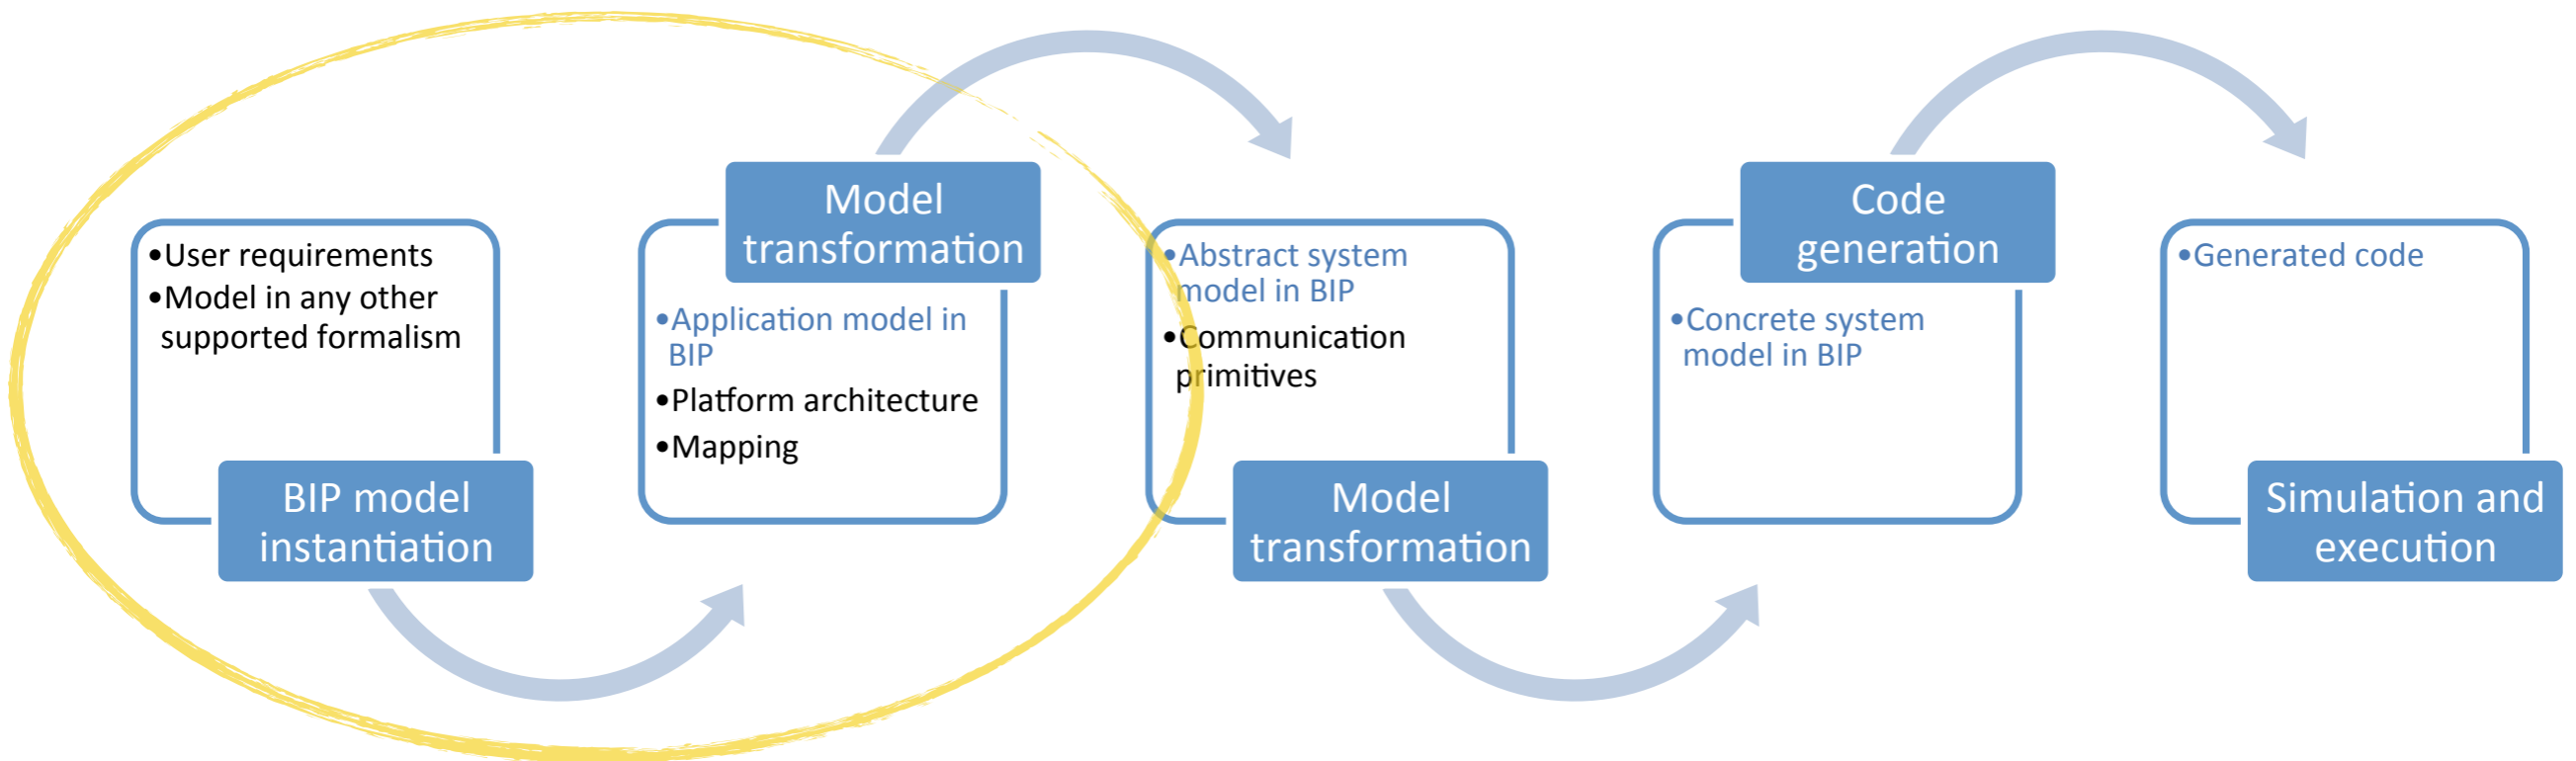 •User requirements
•Model in any other
supported formalism
BIP model
instantiation
Model
transformation
•Application model in
BIP
•Platform architecture
•Mapping
•Abstract system
model in BIP
•Communication
primitives
Model
transformation
Code
generation
•Concrete system
model in BIP
•Generated code
Simulation and
execution